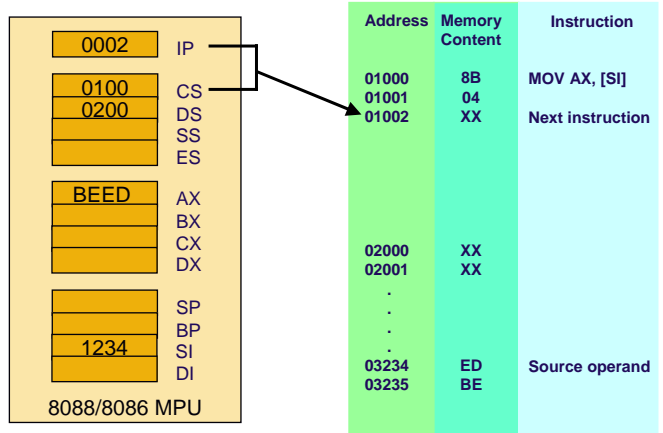 0002 IP
0100 CS
0200 DS
SS
ES
BEED AX
BX
CX
DX
SP
BP
1234 SI
DI
8088/8086 MPU
Address Memory Content Instruction
01000 8B MOV AX, [SI]
01001 04
01002 XX Next instruction
02000 XX
02001 XX
.
.
.
.
03234 ED Source operand
03235 BE